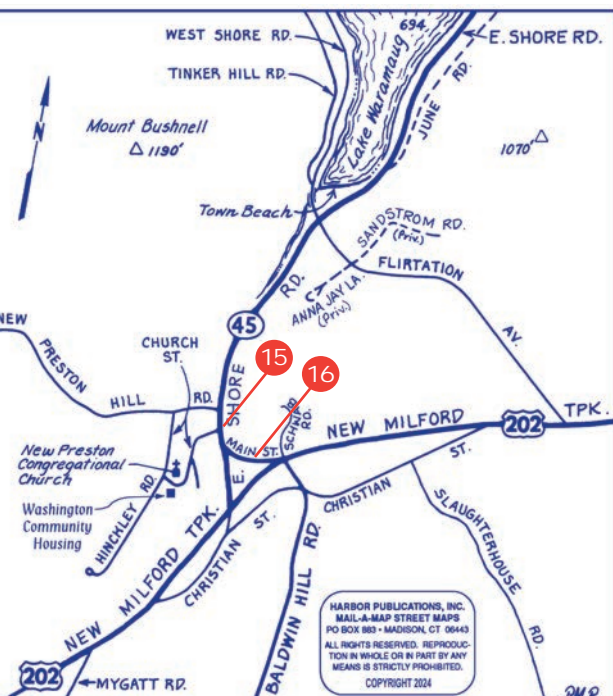 WEST SHORE RD.
694
E. SHORE RD.
TINKER HILL RD.
Lake Waramaug
JUNE RD.
Mount Bushnell
1190'
1070'
N
Town Beach
SANDSTROM RD.
(Priv.)
FLIRTATION AV.
ANNA JAY LA.
(Priv.)
45
E. SHORE RD.
NEW PRESTON HILL RD.
CHURCH ST.
15
16
SCHNIP RD.
MAIN ST.
NEW MILFORD TPK.
202
New Preston
Congregational
Church
Washington
Community
Housing
HINCKLEY RD.
CHRISTIAN ST.
CHRISTIAN ST.
SLAUGHTERHOUSE RD.
NEW MILFORD TPK.
BALDWIN HILL RD.
202
MYGATT RD.
HARBOR PUBLICATIONS, INC.
MAIL-A-MAP STREET MAPS
PO BOX 883 • MADISON, CT 06443
ALL RIGHTS RESERVED. REPRODUC-
TION IN WHOLE OR IN PART BY ANY
MEANS IS STRICTLY PROHIBITED.
COPYRIGHT 2024